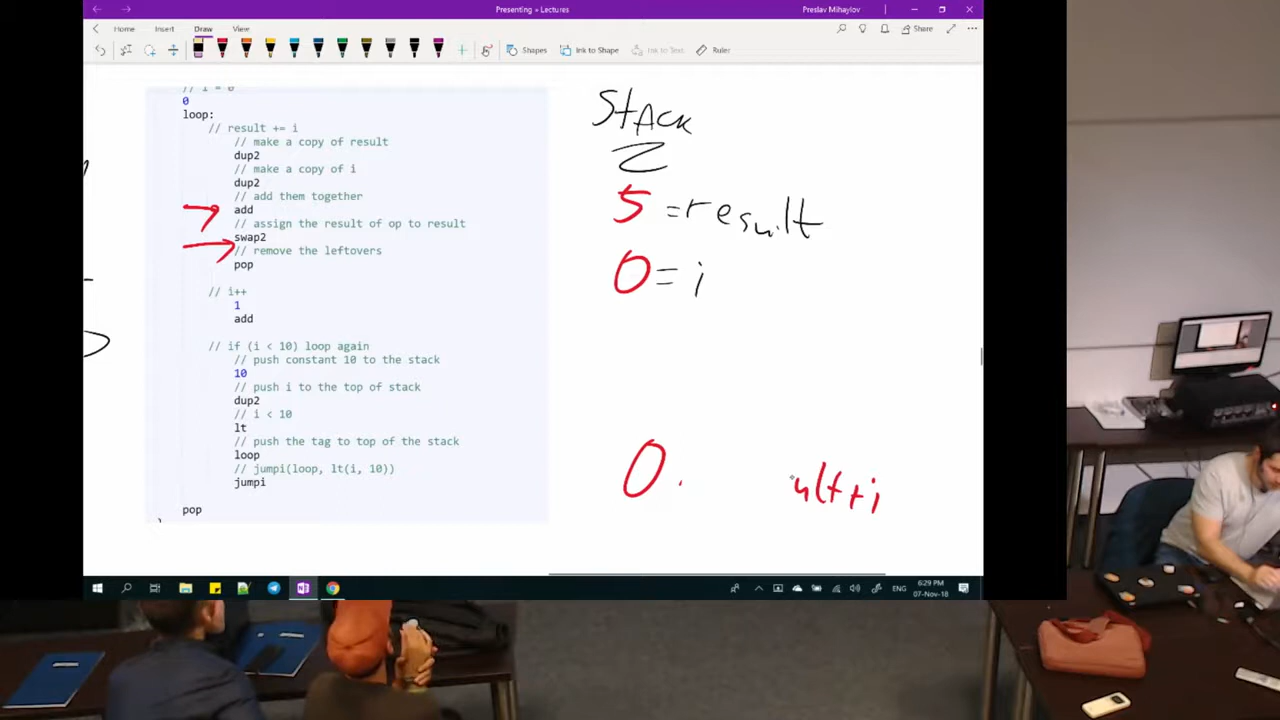 Presenting » Lectures
Preslav Mihaylov
Home Insert Draw View
Share
Shapes Ink to Shape Ink to Text Ruler
// i = 0
0
loop:
// result += i
// make a copy of result
dup2
// make a copy of i
dup2
// add them together
add
// assign the result of op to result
swap2
// remove the leftovers
pop
// i++
1
add
// if (i < 10) loop again
// push constant 10 to the stack
10
// push i to the top of stack
dup2
// i < 10
lt
// push the tag to top of the stack
loop
// jumpi(loop, lt(i, 10))
jumpi
pop
STACK
5 = result
0 = i
0.
ult+i
ENG
6:29 PM
07-Nov-18